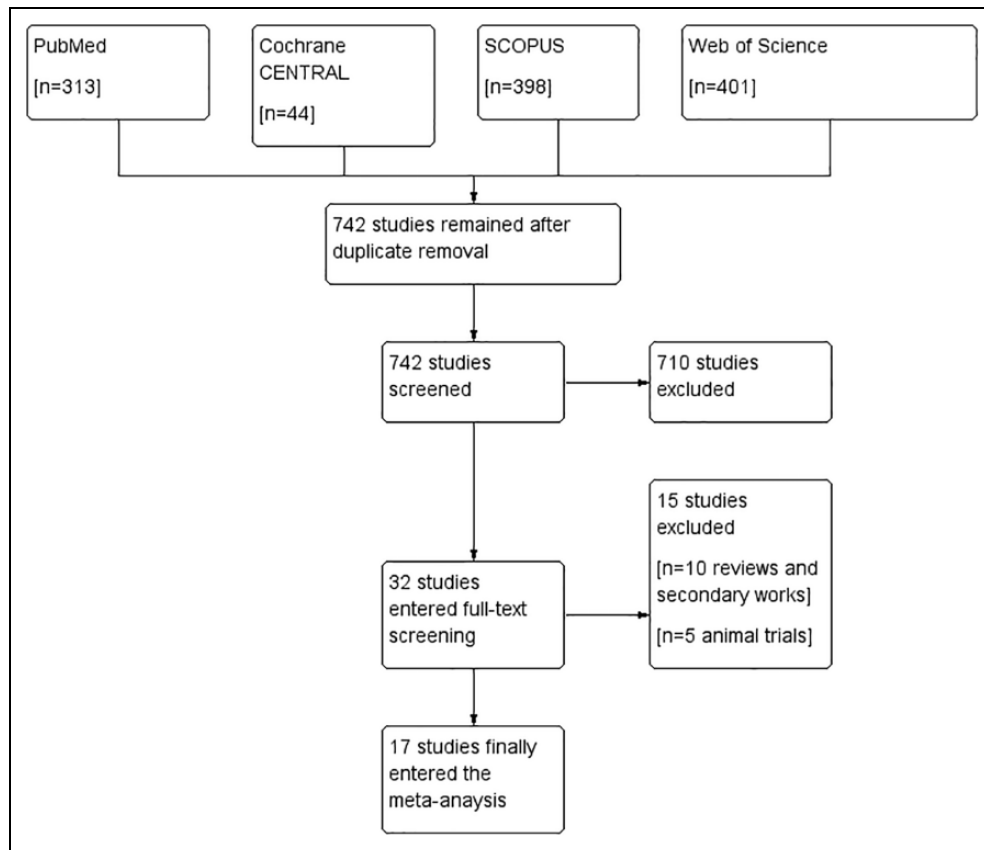 PubMed
[n=313]
Cochrane
CENTRAL
[n=44]
SCOPUS
[n=398]
Web of Science
[n=401]
742 studies remained after
duplicate removal
742 studies
screened
710 studies
excluded
15 studies
excluded
[n=10 reviews and
secondary works]
[n=5 animal trials]
32 studies
entered full-text
screening
17 studies finally
entered the
meta-anaysis